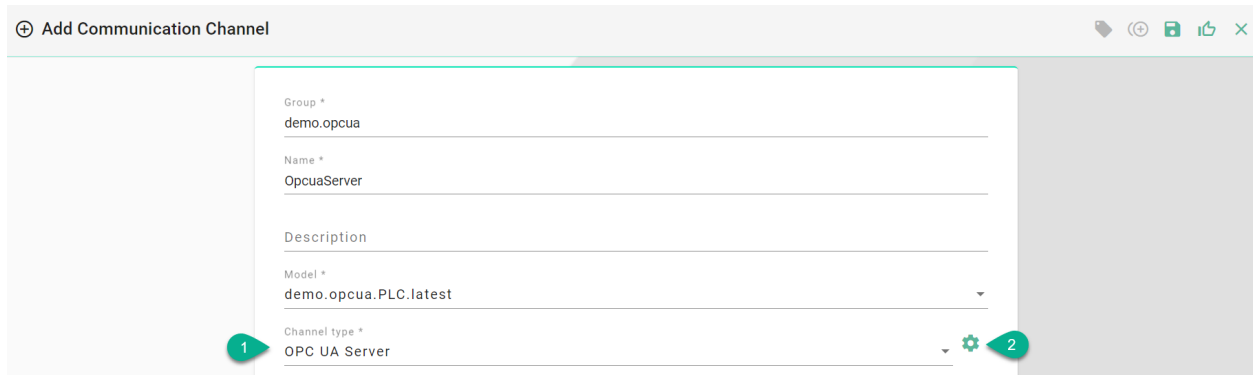 Add Communication Channel
Group *
demo.opcua
Name *
OpcuaServer
Description
Model *
demo.opcua.PLC.latest
Channel type *
1
OPC UA Server
2